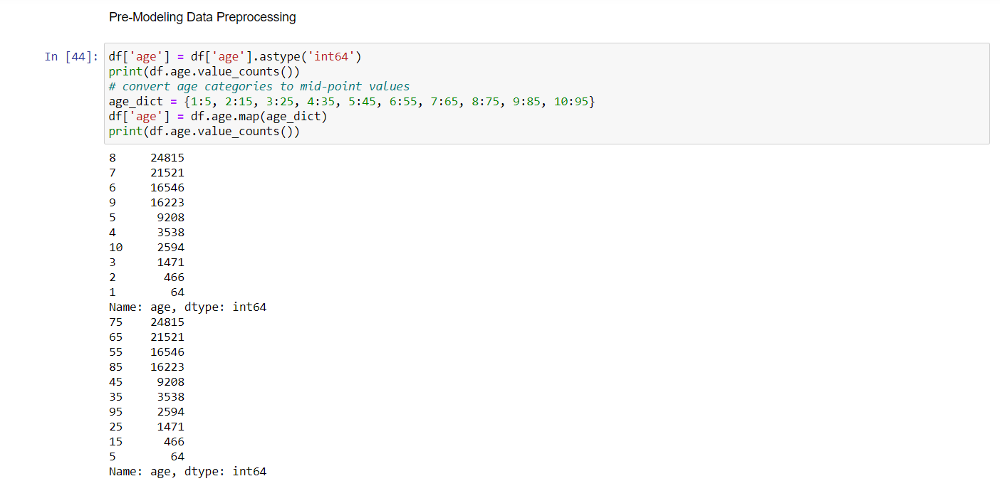 Pre-Modeling Data Preprocessing
In [44]:
df['age'] = df['age'].astype('int64')
print(df.age.value_counts())
# convert age categories to mid-point values
age_dict = {1:5, 2:15, 3:25, 4:35, 5:45, 6:55, 7:65, 8:75, 9:85, 10:95}
df['age'] = df.age.map(age_dict)
print(df.age.value_counts())
8     24815
7     21521
6     16546
9     16223
5      9208
4      3538
10     2594
3      1471
2       466
1        64
Name: age, dtype: int64
75    24815
65    21521
55    16546
85    16223
45     9208
35     3538
95     2594
25     1471
15      466
5        64
Name: age, dtype: int64